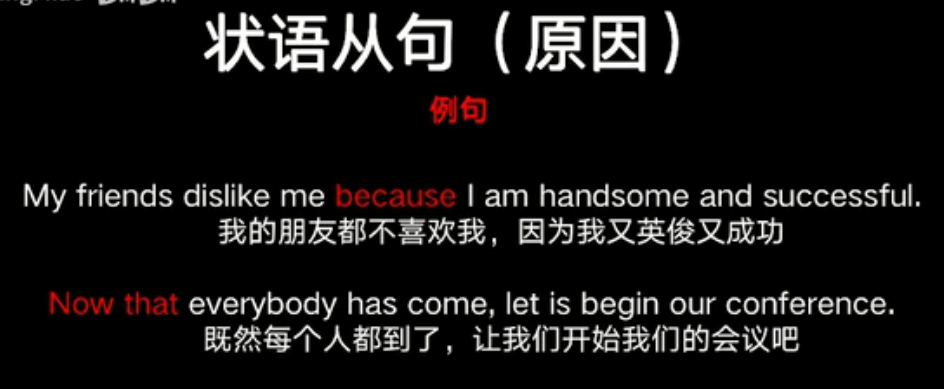 状语从句（原因）
例句
My friends dislike me because I am handsome and successful.
我的朋友都不喜欢我，因为我又英俊又成功
Now that everybody has come, let is begin our conference.
既然每个人都到了，让我们开始我们的会议吧